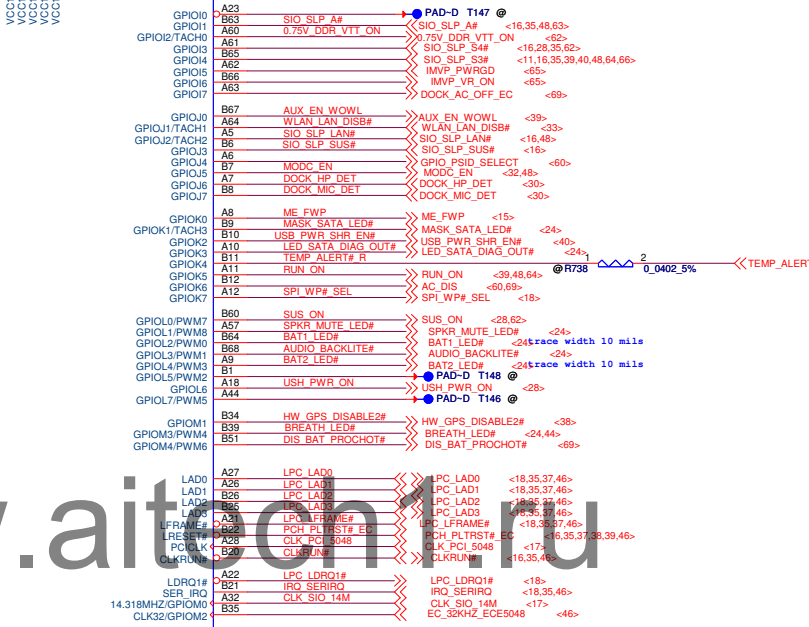 VCC1 VCC1 VCC1 VCC1 VCC1
GPIOI0 A23 PAD~D T147 @
GPIOI1 B63 SIO_SLP_A# SIO_SLP_A# <16,35,48,63>
GPIOI2/TACH0 A60 0.75V_DDR_VTT_ON 0.75V_DDR_VTT_ON <62>
GPIOI3 A61 SIO_SLP_S4# <16,28,35,62>
GPIOI4 B65 SIO_SLP_S3# <11,16,35,39,40,48,64,66>
GPIOI5 A62 IMVP_PWRGD <65>
GPIOI6 B66 IMVP_VR_ON <65>
GPIOI7 A63 DOCK_AC_OFF_EC <69>
GPIOJ0 B67 AUX_EN_WOWL AUX_EN_WOWL <39>
GPIOJ1/TACH1 A64 WLAN_LAN_DISB# WLAN_LAN_DISB# <33>
GPIOJ2/TACH2 A5 SIO_SLP_LAN# SIO_SLP_LAN# <16,48>
GPIOJ3 B6 SIO_SLP_SUS# SIO_SLP_SUS# <16>
GPIOJ4 A6 GPIO_PSID_SELECT <60>
GPIOJ5 B7 MODC_EN MODC_EN <32,48>
GPIOJ6 A7 DOCK_HP_DET DOCK_HP_DET <30>
GPIOJ7 B8 DOCK_MIC_DET DOCK_MIC_DET <30>
GPIOK0 A8 ME_FWP ME_FWP <15>
GPIOK1/TACH3 B9 MASK_SATA_LED# MASK_SATA_LED# <24>
GPIOK2 B10 USB_PWR_SHR_EN# USB_PWR_SHR_EN# <40>
GPIOK3 A10 LED_SATA_DIAG_OUT# LED_SATA_DIAG_OUT# <24>
GPIOK4 B11 TEMP_ALERT#_R @ R738 1 2 0_0402_5% TEMP_ALER
GPIOK5 A11 RUN_ON RUN_ON <39,48,64>
GPIOK6 B12 AC_DIS <60,69>
GPIOK7 A12 SPI_WP#_SEL SPI_WP#_SEL <18>
GPIOL0/PWM7 B60 SUS_ON SUS_ON <28,62>
GPIOL1/PWM8 A57 SPKR_MUTE_LED# SPKR_MUTE_LED# <24>
GPIOL2/PWM0 B64 BAT1_LED# BAT1_LED# <24> trace width 10 mils
GPIOL3/PWM1 B68 AUDIO_BACKLITE# AUDIO_BACKLITE# <24>
GPIOL4/PWM3 A9 BAT2_LED# BAT2_LED# <24> trace width 10 mils
GPIOL5/PWM2 B1 PAD~D T148 @
GPIOL6 A18 USH_PWR_ON USH_PWR_ON <28>
GPIOL7/PWM5 A44 PAD~D T146 @
GPIOM1 B34 HW_GPS_DISABLE2# HW_GPS_DISABLE2# <38>
GPIOM3/PWM4 B39 BREATH_LED# BREATH_LED# <24,44>
GPIOM4/PWM6 B51 DIS_BAT_PROCHOT# DIS_BAT_PROCHOT# <69>
LAD0 A27 LPC_LAD0 LPC_LAD0 <18,35,37,46>
LAD1 A26 LPC_LAD1 LPC_LAD1 <18,35,37,46>
LAD2 B26 LPC_LAD2 LPC_LAD2 <18,35,37,46>
LAD3 B25 LPC_LAD3 LPC_LAD3 <18,35,37,46>
LFRAME# A21 LPC_LFRAME# LPC_LFRAME# <18,35,37,46>
LRESET# B22 PCH_PLTRST#_EC PCH_PLTRST#_EC <16,35,37,38,39,46>
PCICLK A28 CLK_PCI_5048 CLK_PCI_5048 <17>
CLKRUN# B20 CLKRUN# CLKRUN# <16,35,46>
.aitech1.ru
LDRQ1# A22 LPC_LDRQ1# LPC_LDRQ1# <18>
SER_IRQ B21 IRQ_SERIRQ IRQ_SERIRQ <18,35,46>
14.318MHZ/GPIOM0 A32 CLK_SIO_14M CLK_SIO_14M <17>
CLK32/GPIOM2 B35 EC_32KHZ_ECE5048 <46>